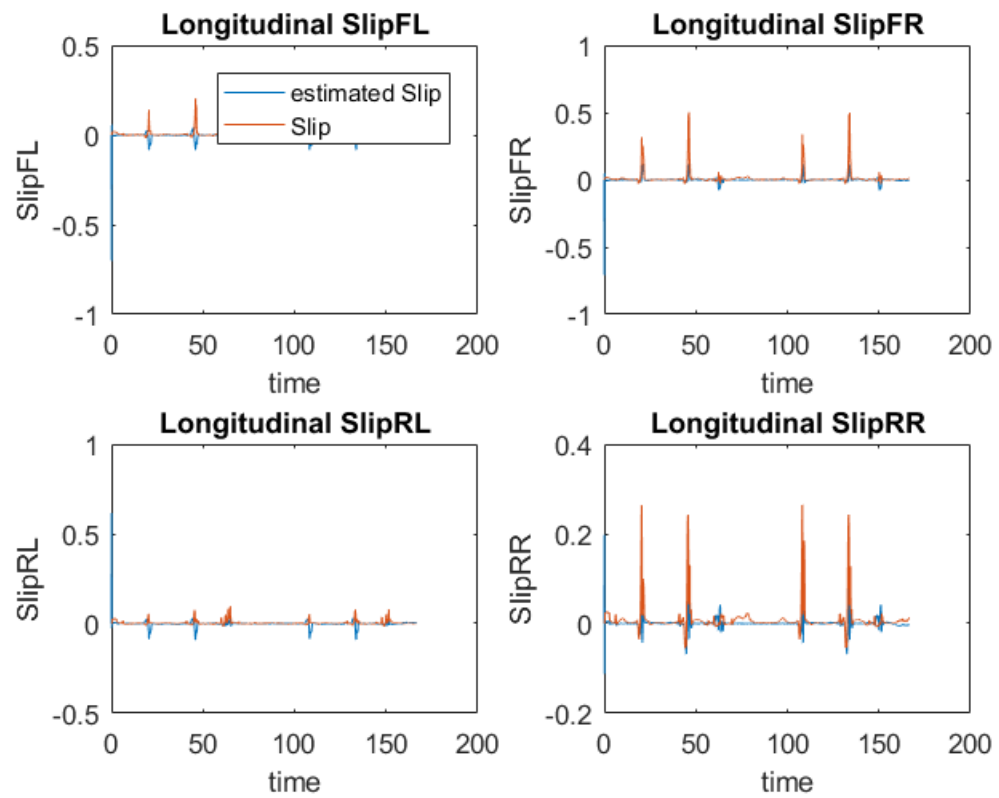 Longitudinal SlipFL
0.5
0
-0.5
-1
SlipFL
estimated Slip
Slip
0 50 100 150 200
time
Longitudinal SlipFR
1
0.5
0
-0.5
-1
SlipFR
0 50 100 150 200
time
Longitudinal SlipRL
1
0.5
0
-0.5
SlipRL
0 50 100 150 200
time
Longitudinal SlipRR
0.4
0.2
0
-0.2
SlipRR
0 50 100 150 200
time